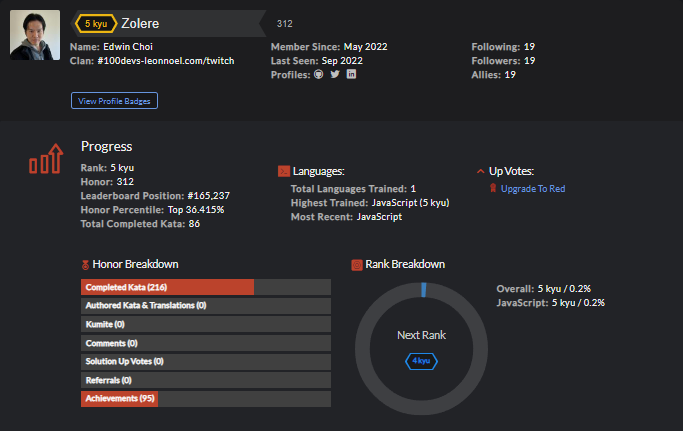 5 kyu Zolere 312
Name: Edwin Choi
Clan: #100devs-leonnoel.com/twitch
Member Since: May 2022
Last Seen: Sep 2022
Profiles:
Following: 19
Followers: 19
Allies: 19
View Profile Badges
Progress
Rank: 5 kyu
Honor: 312
Leaderboard Position: #165,237
Honor Percentile: Top 36.415%
Total Completed Kata: 86
Languages:
Total Languages Trained: 1
Highest Trained: JavaScript (5 kyu)
Most Recent: JavaScript
Up Votes:
Upgrade To Red
Honor Breakdown
Completed Kata (216)
Authored Kata & Translations (0)
Kumite (0)
Comments (0)
Solution Up Votes (0)
Referrals (0)
Achievements (95)
Rank Breakdown
Next Rank
4 kyu
Overall: 5 kyu / 0.2%
JavaScript: 5 kyu / 0.2%